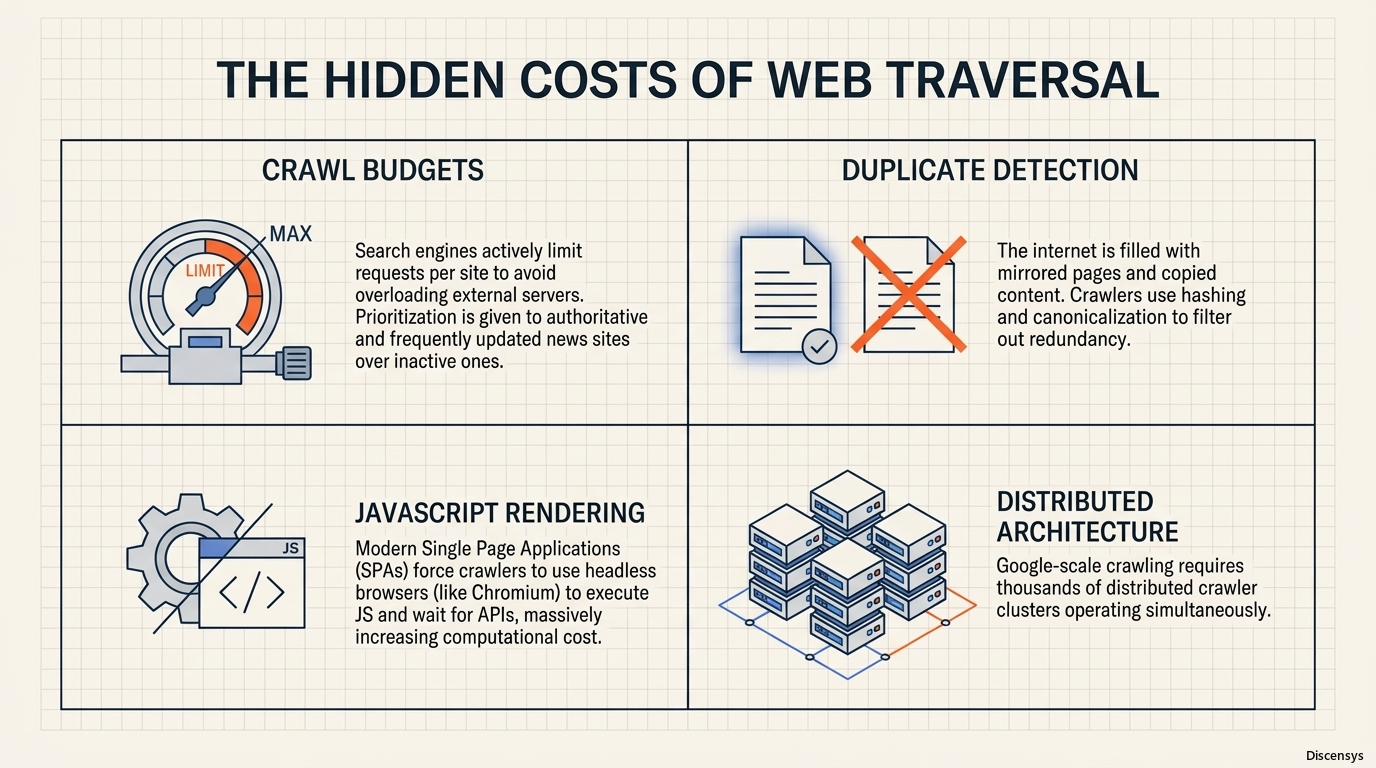 THE HIDDEN COSTS OF WEB TRAVERSAL
CRAWL BUDGETS
MAX
LIMIT
Search engines actively limit
requests per site to avoid
overloading external servers.
Prioritization is given to authoritative
and frequently updated news sites
over inactive ones.
DUPLICATE DETECTION
The internet is filled with
mirrored pages and copied
content. Crawlers use hashing
and canonicalization to filter
out redundancy.
JS
</>
JAVASCRIPT RENDERING
Modern Single Page Applications
(SPAs) force crawlers to use headless
browsers (like Chromium) to execute
JS and wait for APIs, massively
increasing computational cost.
DISTRIBUTED
ARCHITECTURE
Google-scale crawling requires
thousands of distributed crawler
clusters operating simultaneously.
Discensys